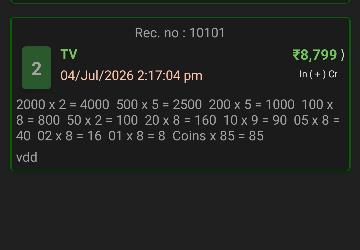 Rec. no : 10101
2
TV
₹8,799 )
04/Jul/2026 2:17:04 pm
In ( + ) Cr
2000 x 2 = 4000 500 x 5 = 2500 200 x 5 = 1000 100 x
8 = 800 50 x 2 = 100 20 x 8 = 160 10 x 9 = 90 05 x 8 =
40 02 x 8 = 16 01 x 8 = 8 Coins x 85 = 85
vdd